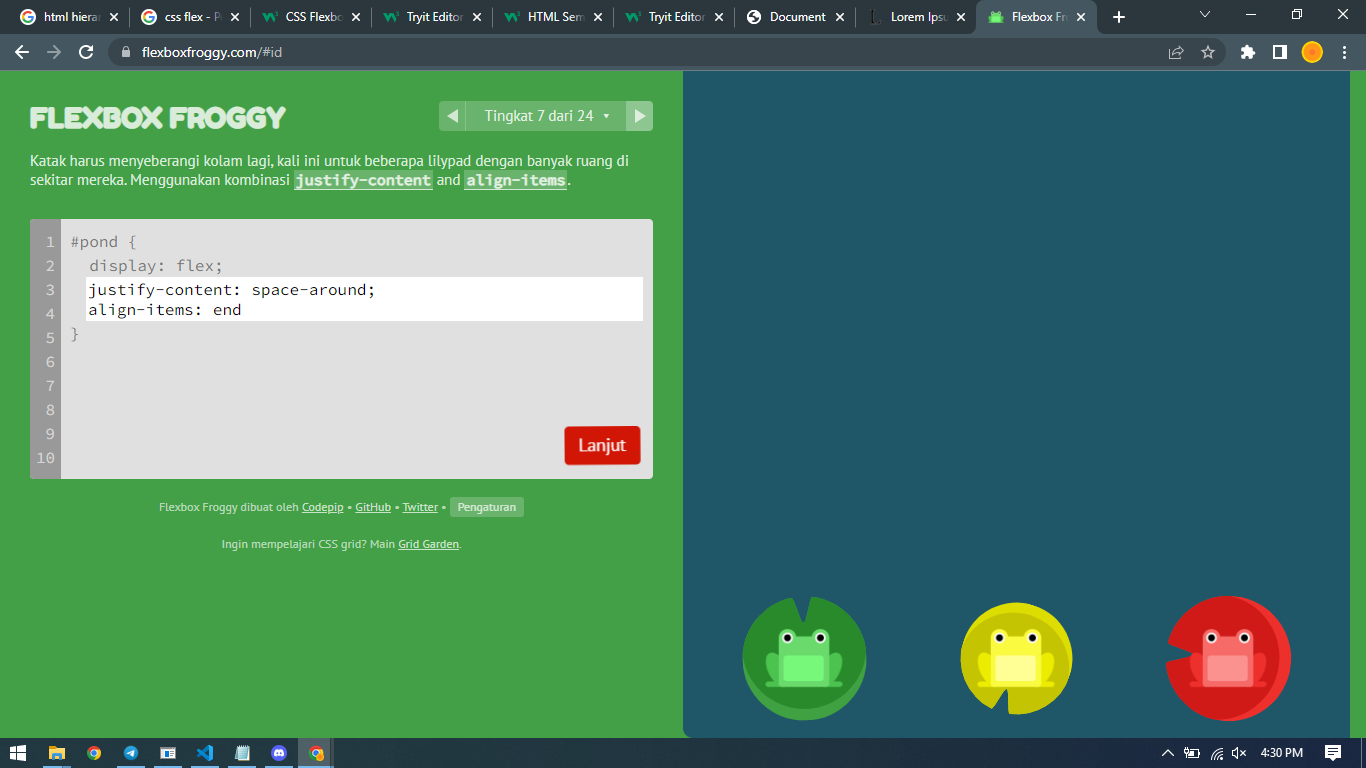 html hiera
css flex - P
CSS Flexbo
Tryit Editor
HTML Sem
Tryit Editor
Document
Lorem Ipsu
Flexbox Fr
flexboxfroggy.com/#id
FLEXBOX FROGGY
Tingkat 7 dari 24
Katak harus menyeberangi kolam lagi, kali ini untuk beberapa lilypad dengan banyak ruang di
sekitar mereka. Menggunakan kombinasi justify-content and align-items.
1 #pond {
2 display: flex;
3 justify-content: space-around;
4 align-items: end
5 }
6
7
8
9
10
Lanjut
Flexbox Froggy dibuat oleh Codepip • GitHub • Twitter • Pengaturan
Ingin mempelajari CSS grid? Main Grid Garden.
4:30 PM